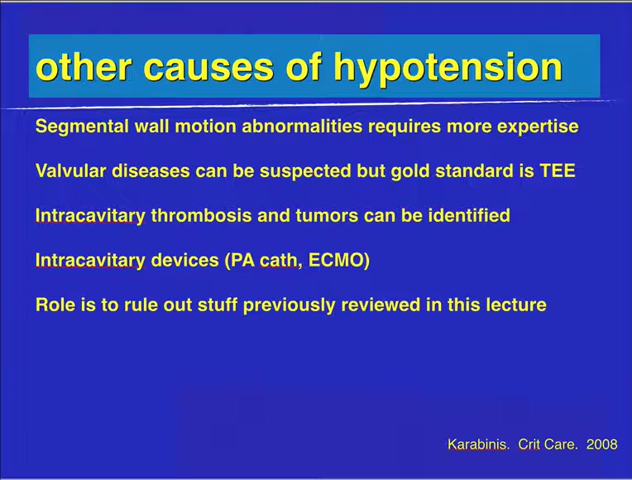 other causes of hypotension
Segmental wall motion abnormalities requires more expertise
Valvular diseases can be suspected but gold standard is TEE
Intracavitary thrombosis and tumors can be identified
Intracavitary devices (PA cath, ECMO)
Role is to rule out stuff previously reviewed in this lecture
Karabinis. Crit Care. 2008